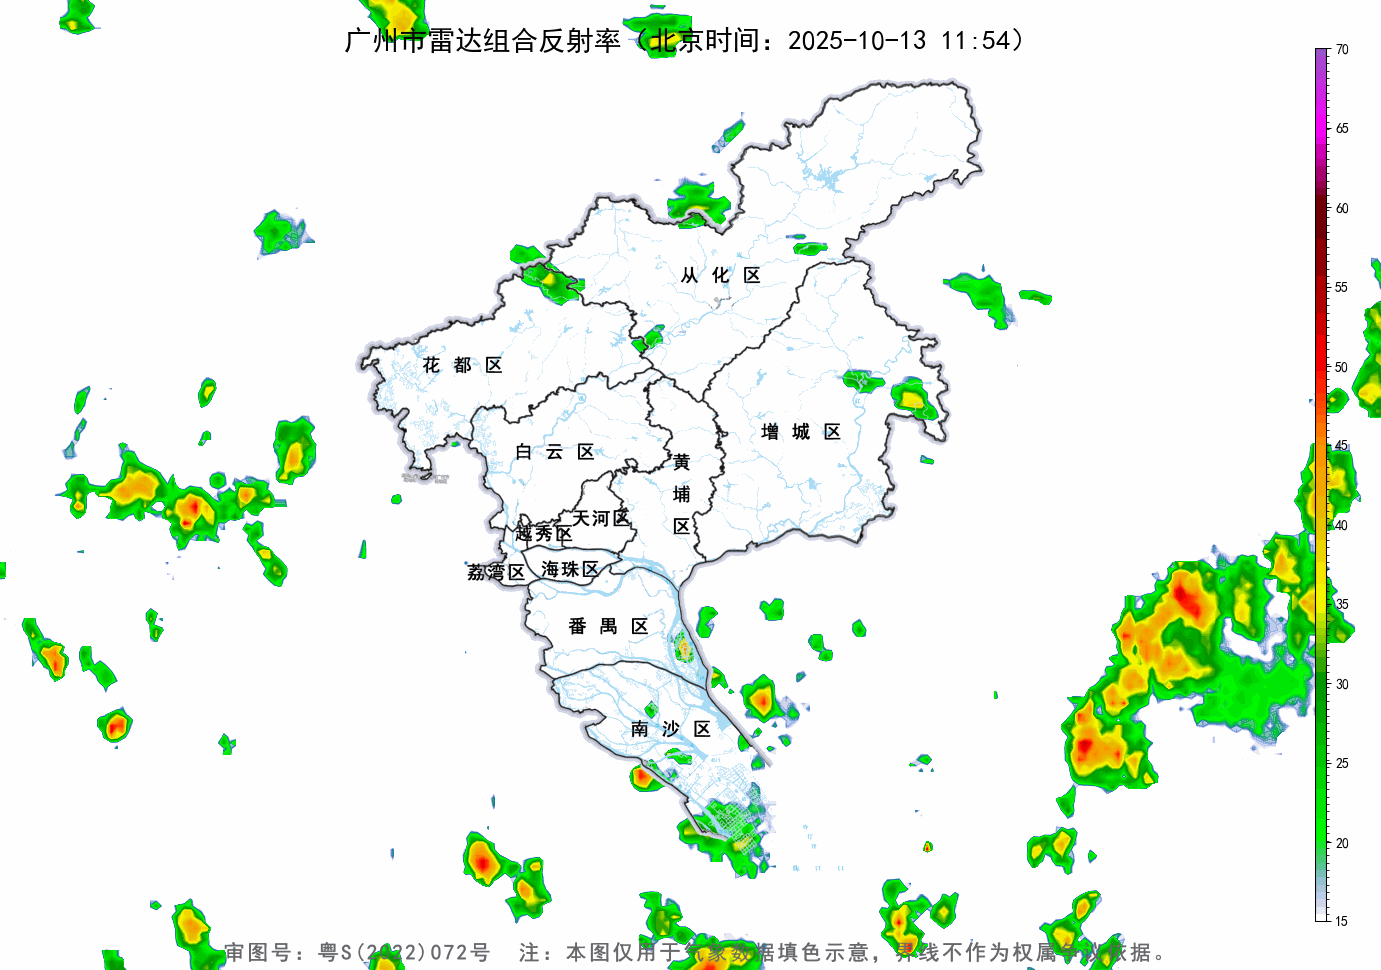 广州市雷达组合反射率（北京时间：2025-10-13 11:54）
70
65
60
55
50
45
40
35
30
25
20
15
从化区
花都区
增城区
白云区
黄埔区
天河区
越秀区
荔湾区
海珠区
番禺区
南沙区
审图号：粤S(2022)072号 注：本图仅用于气象数据填色示意，界线不作为权属争议依据。